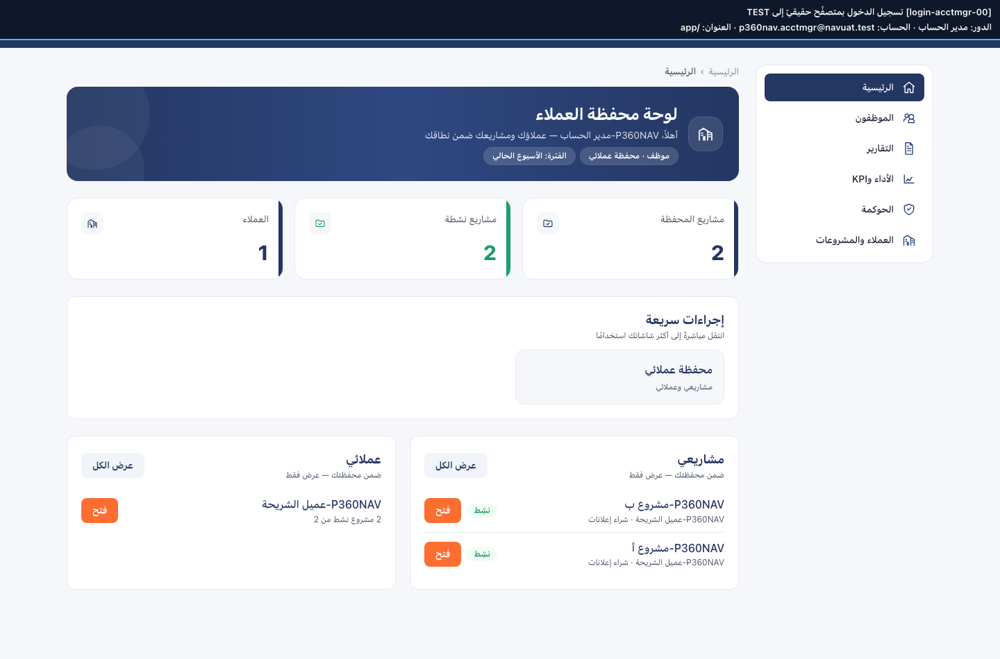 [login-acctmgr-00] تسجيل الدخول بمتصفّح حقيقيّ إلى TEST
الدور: مدير الحساب · الحساب: p360nav.acctmgr@navuat.test · العنوان: /app
الرئيسية
الموظفون
التقارير
الأداء وKPI
الحوكمة
العملاء والمشروعات
الرئيسية › الرئيسية
لوحة محفظة العملاء
أهلاً، P360NAV-مدير الحساب — عملاؤك ومشاريعك ضمن نطاقك
موظف · محفظة عملائي
الفترة: الأسبوع الحالي
مشاريع المحفظة
2
مشاريع نشطة
2
العملاء
1
إجراءات سريعة
انتقل مباشرةً إلى أكثر شاشاتك استخدامًا
محفظة عملائي
مشاريعي وعملائي
مشاريعي
ضمن محفظتك — عرض فقط
عرض الكل
P360NAV-مشروع ب
P360NAV-عميل الشريحة · شراء إعلانات
نشِط
فتح
P360NAV-مشروع أ
P360NAV-عميل الشريحة · شراء إعلانات
نشِط
فتح
عملائي
ضمن محفظتك — عرض فقط
عرض الكل
P360NAV-عميل الشريحة
2 مشروع نشط من 2
فتح